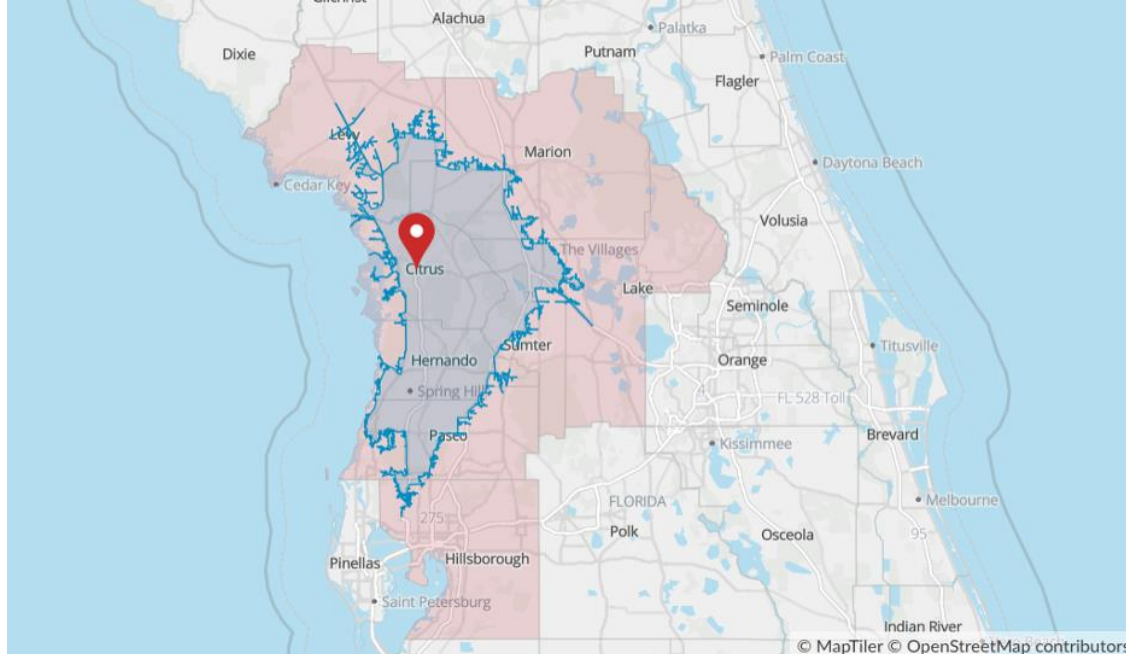 Alachua
Palatka
Dixie
Putnam
Palm Coast
Flagler
Levy
Marion
Daytona Beach
Cedar Key
Volusia
The Villages
Citrus
Lake
Seminole
Sumter
Titusville
Hernando
Orange
Spring Hill
4
FL 528 Toll
Pasco
Brevard
Kissimmee
Melbourne
FLORIDA
275
Polk
Osceola
95
Hillsborough
Pinellas
Saint Petersburg
Indian River
© MapTiler © OpenStreetMap contributors